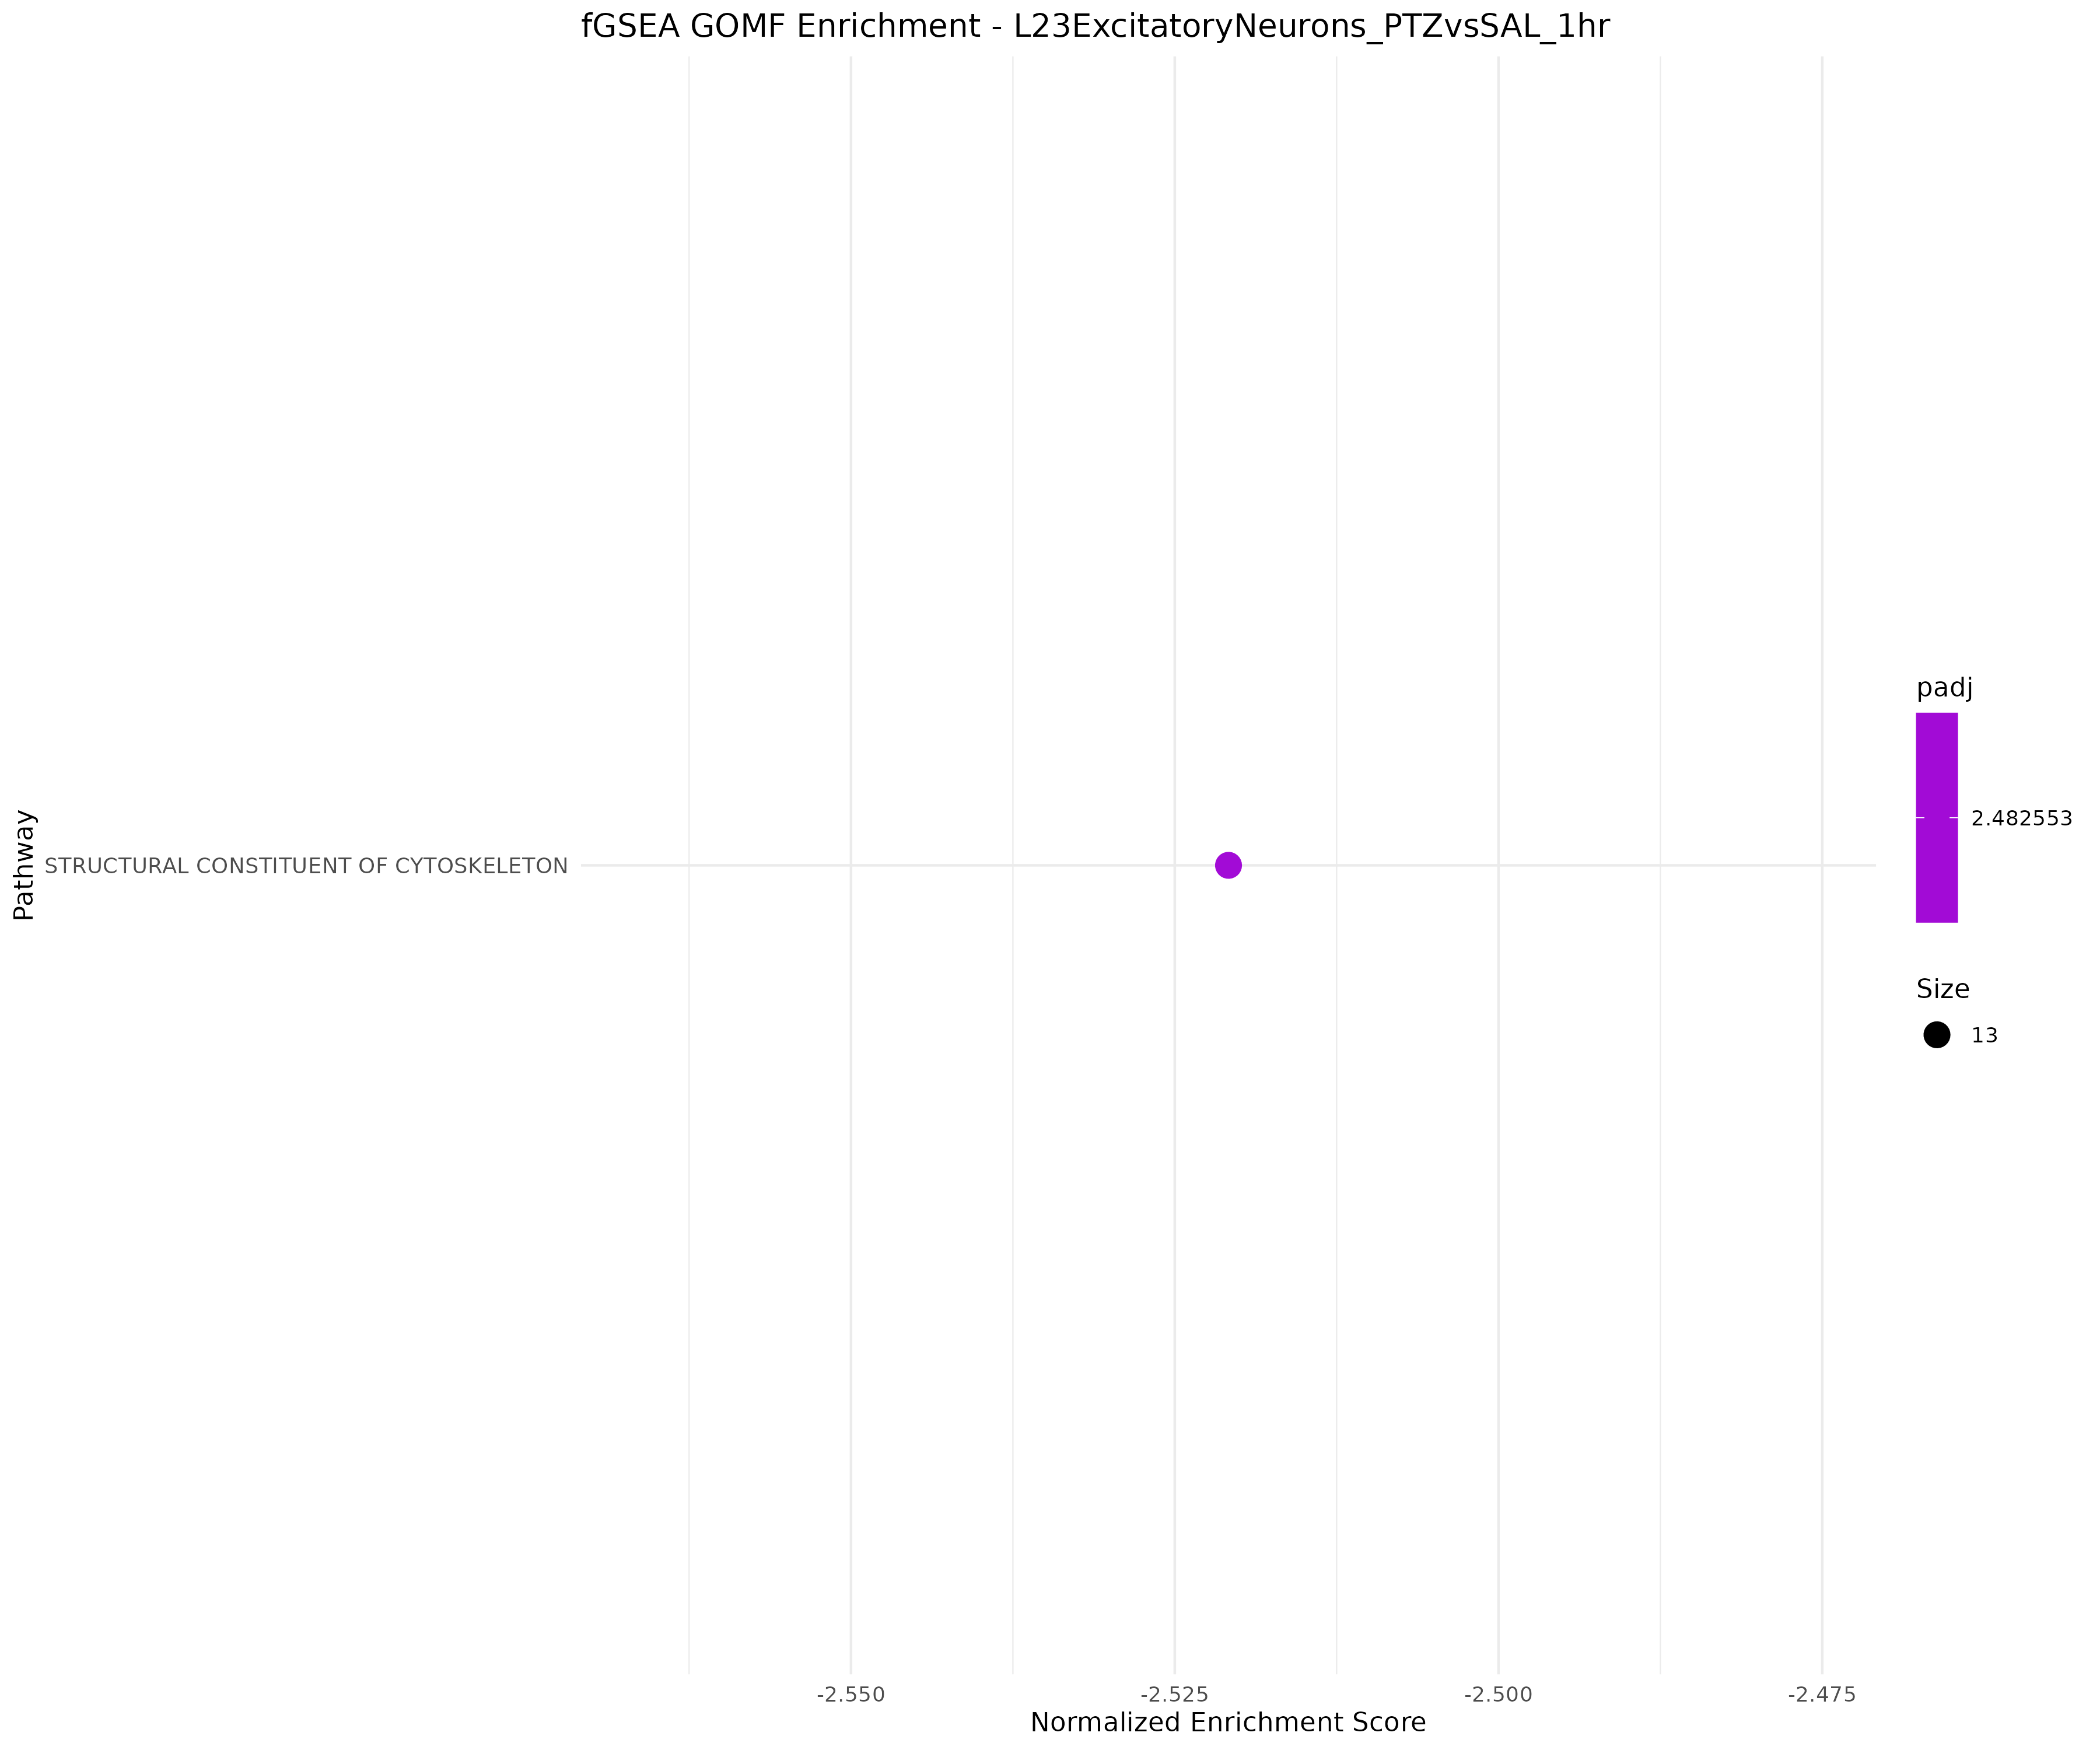 fGSEA GOMF Enrichment - L23ExcitatoryNeurons_PTZvsSAL_1hr
Pathway
STRUCTURAL CONSTITUENT OF CYTOSKELETON
padj
2.482553
Size
13
-2.550
-2.525
-2.500
-2.475
Normalized Enrichment Score